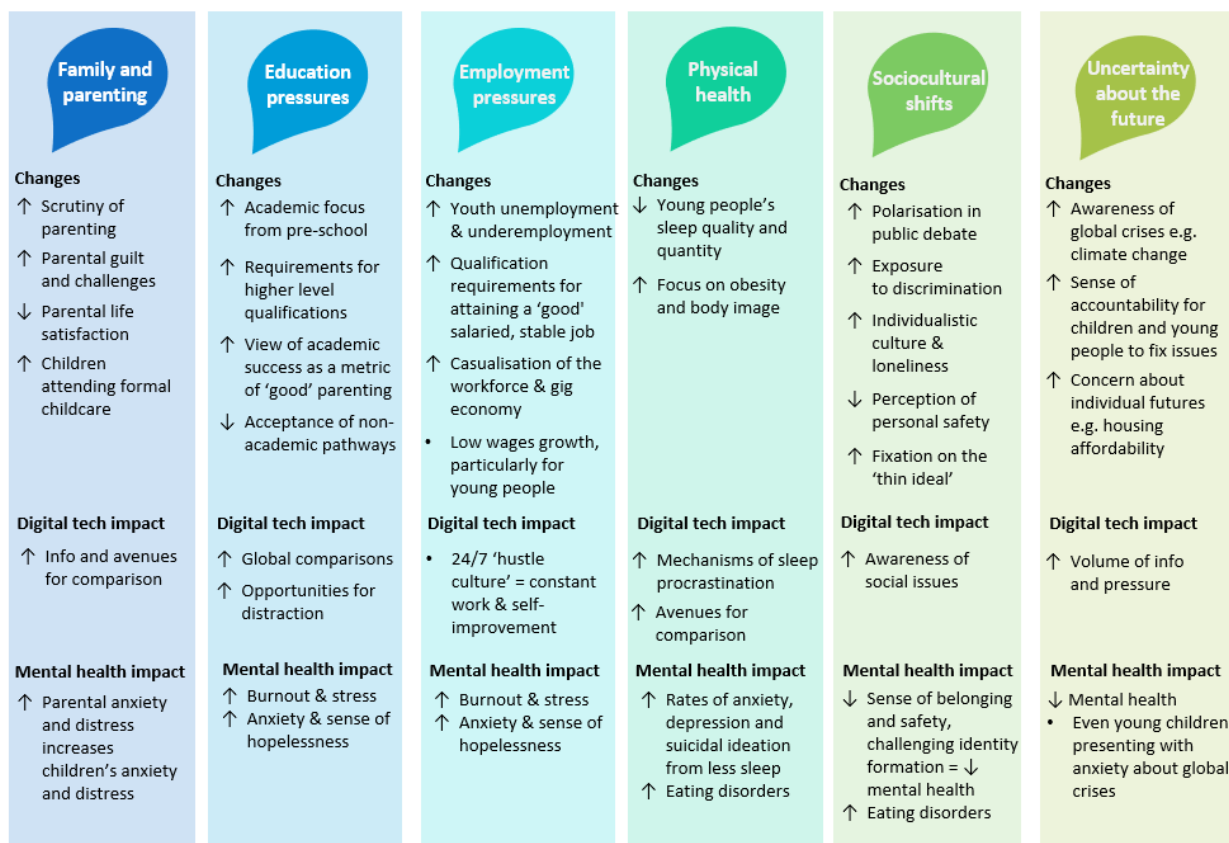 Family and
parenting
Changes
↑ Scrutiny of
parenting
↑ Parental guilt
and challenges
↓ Parental life
satisfaction
↑ Children
attending formal
childcare
Digital tech impact
↑ Info and avenues
for comparison
Mental health impact
↑ Parental anxiety
and distress
increases
children's anxiety
and distress
Education
pressures
Changes
↑ Academic focus
from pre-school
↑ Requirements for
higher level
qualifications
↑ View of academic
success as a metric
of ‘good’ parenting
↓ Acceptance of non-
academic pathways
Digital tech impact
↑ Global comparisons
↑ Opportunities for
distraction
Mental health impact
↑ Burnout & stress
↑ Anxiety & sense of
hopelessness
Employment
pressures
Changes
↑ Youth unemployment
& underemployment
↑ Qualification
requirements for
attaining a ‘good'
salaried, stable job
↑ Casualisation of the
workforce & gig
economy
• Low wages growth,
particularly for
young people
Digital tech impact
• 24/7 ‘hustle
culture’ = constant
work & self-
improvement
Mental health impact
↑ Burnout & stress
↑ Anxiety & sense of
hopelessness
Physical
health
Changes
↓ Young people’s
sleep quality and
quantity
↑ Focus on obesity
and body image
Digital tech impact
↑ Mechanisms of sleep
procrastination
↑ Avenues for
comparison
Mental health impact
↑ Rates of anxiety,
depression and
suicidal ideation
from less sleep
↑ Eating disorders
Sociocultural
shifts
Changes
↑ Polarisation in
public debate
↑ Exposure
to discrimination
↑ Individualistic
culture &
loneliness
↓ Perception of
personal safety
↑ Fixation on the
‘thin ideal’
Digital tech impact
↑ Awareness of
social issues
Mental health impact
↓ Sense of belonging
and safety,
challenging identity
formation = ↓
mental health
↑ Eating disorders
Uncertainty
about the
future
Changes
↑ Awareness of
global crises e.g.
climate change
↑ Sense of
accountability for
children and young
people to fix issues
↑ Concern about
individual futures
e.g. housing
affordability
Digital tech impact
↑ Volume of info
and pressure
Mental health impact
↓ Mental health
• Even young children
presenting with
anxiety about global
crises